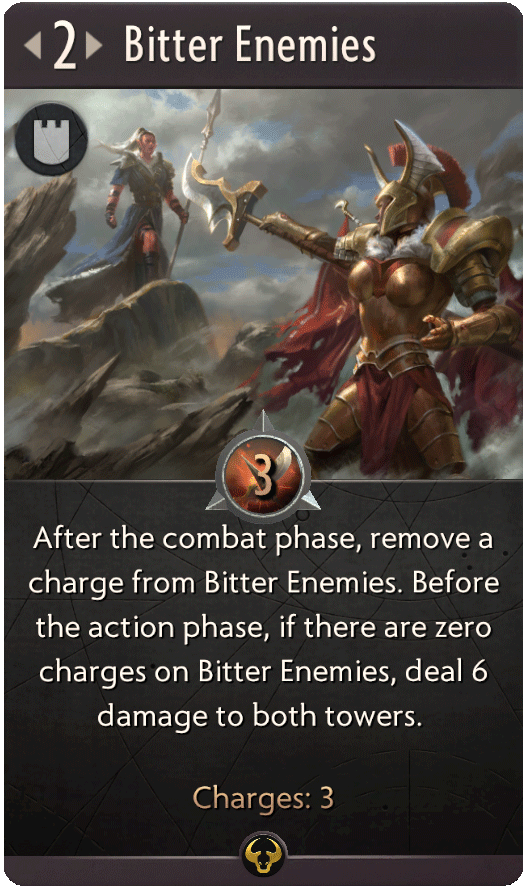 2 Bitter Enemies
3
After the combat phase, remove a
charge from Bitter Enemies. Before
the action phase, if there are zero
charges on Bitter Enemies, deal 6
damage to both towers.
Charges: 3